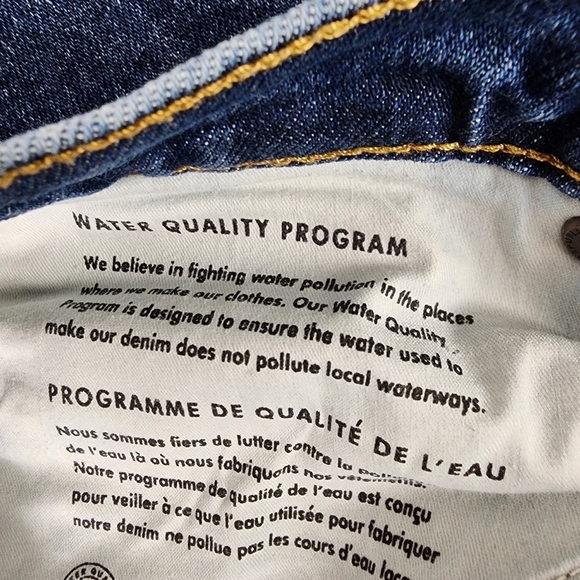 WATER QUALITY PROGRAM
We believe in fighting water pollution in the places
where we make our clothes. Our Water Quality
Program is designed to ensure the water used to
make our denim does not pollute local waterways.
PROGRAMME DE QUALITÉ DE L'EAU
Nous sommes fiers de lutter contre la pollution
de l'eau là où nous fabriquons nos vêtements.
Notre programme de qualité de l'eau est conçu
pour veiller à ce que l'eau utilisée pour fabriquer
notre denim ne pollue pas les cours d'eau